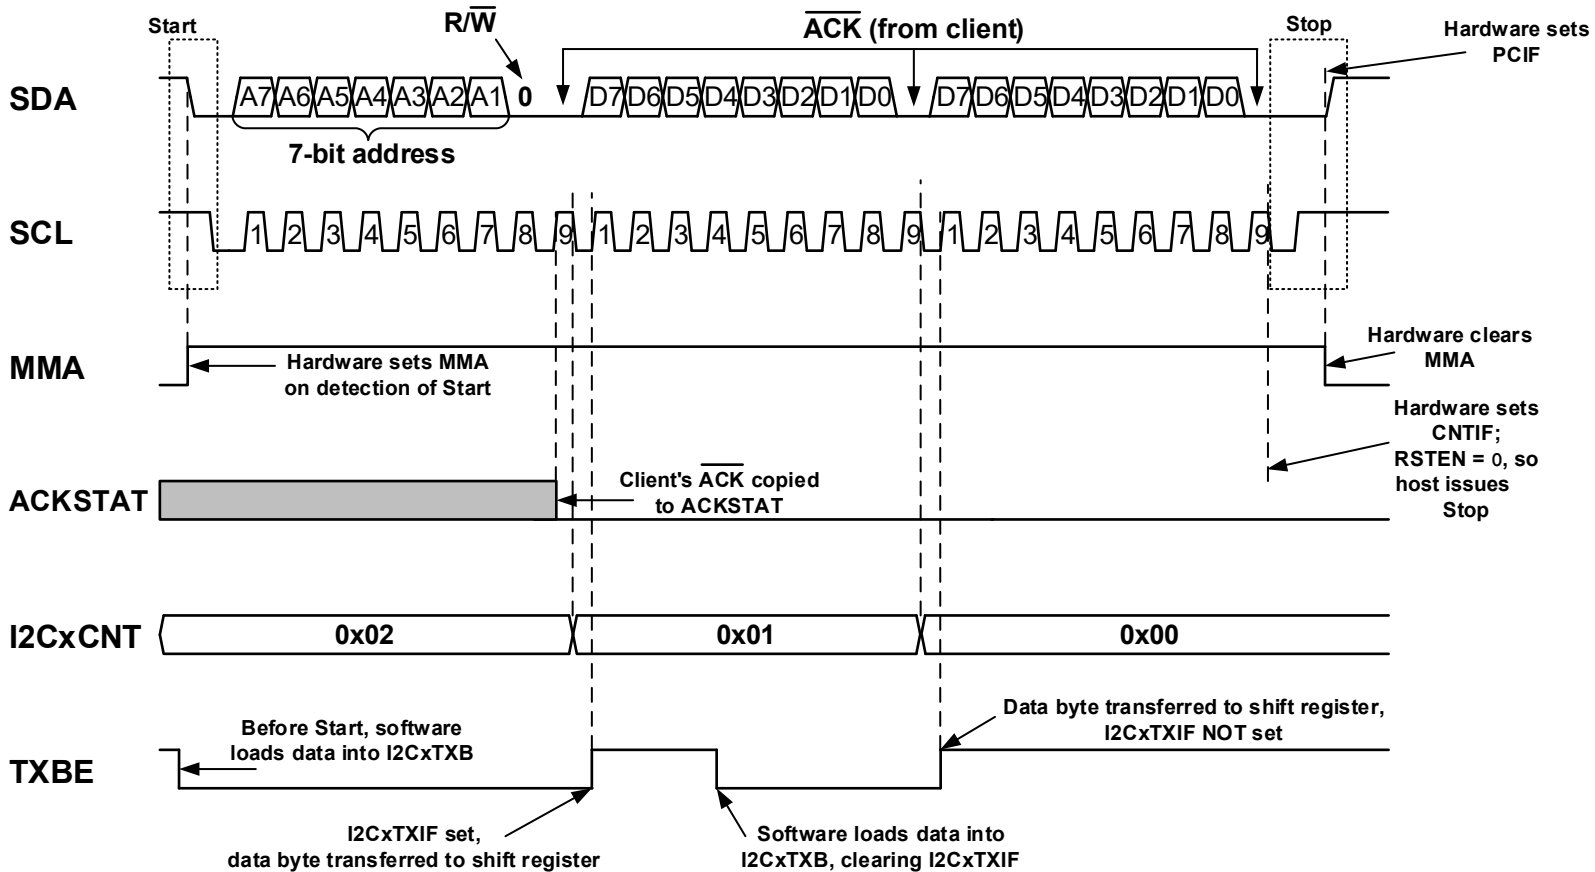 Start
R/W
ACK (from client)
Stop
Hardware sets
PCIF
SDA
A7 A6 A5 A4 A3 A2 A1 0 D7 D6 D5 D4 D3 D2 D1 D0 D7 D6 D5 D4 D3 D2 D1 D0
7-bit address
SCL
1 2 3 4 5 6 7 8 9 1 2 3 4 5 6 7 8 9 1 2 3 4 5 6 7 8 9
MMA
Hardware sets MMA
on detection of Start
Hardware clears
MMA
Hardware sets
CNTIF;
RSTEN = 0, so
host issues
Stop
ACKSTAT
Client's ACK copied
to ACKSTAT
I2CxCNT
0x02 0x01 0x00
TXBE
Before Start, software
loads data into I2CxTXB
Data byte transferred to shift register,
I2CxTXIF NOT set
I2CxTXIF set,
data byte transferred to shift register
Software loads data into
I2CxTXB, clearing I2CxTXIF